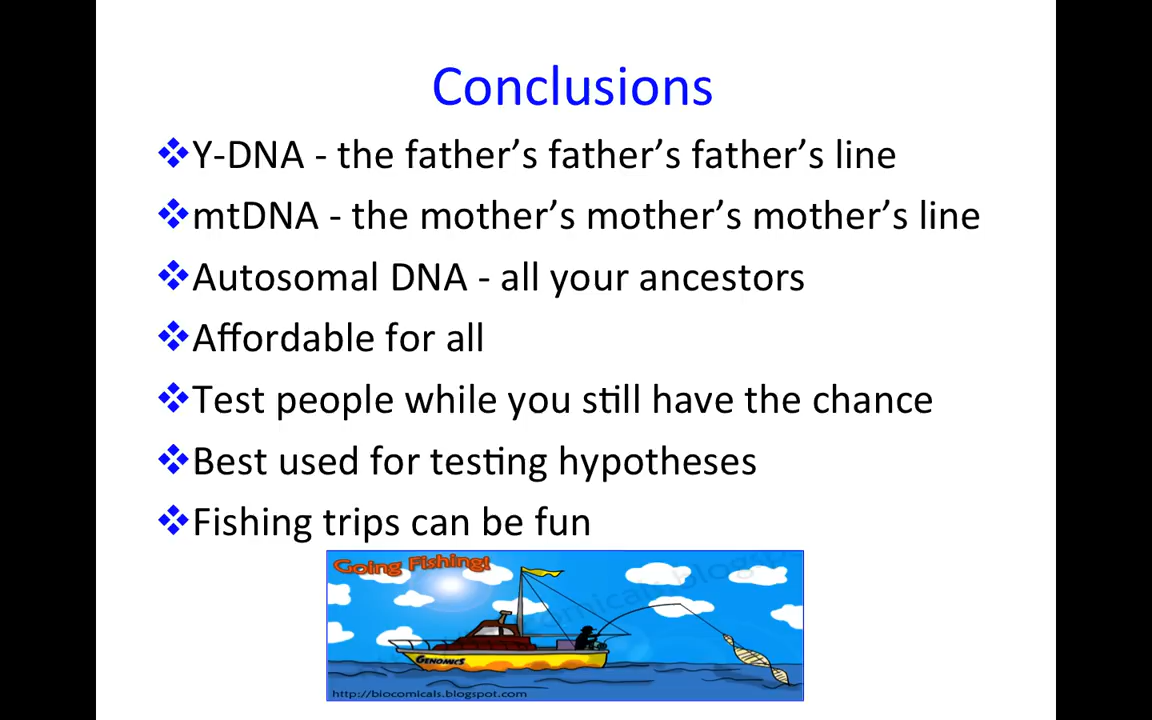 Conclusions
❖Y-DNA - the father’s father’s father’s line
❖mtDNA - the mother’s mother’s mother’s line
❖Autosomal DNA - all your ancestors
❖Affordable for all
❖Test people while you still have the chance
❖Best used for testing hypotheses
❖Fishing trips can be fun
Going Fishing!
GENOMICS
http://biocomicals.blogspot.com